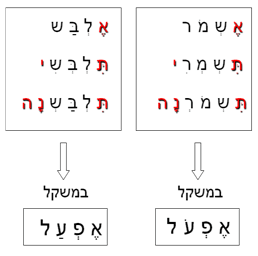 אֶ שְ מֹ ר
תִּ שְ מְ רִ י
תִּ שְ מֹ רְ נָ ה
במשקל
אֶ פְ עֹ ל
אֶ לְ בַּ ש
תִּ לְ בְּ שִ י
תִּ לְ בַּ שְ נָ ה
במשקל
אֶ פְ עַ ל